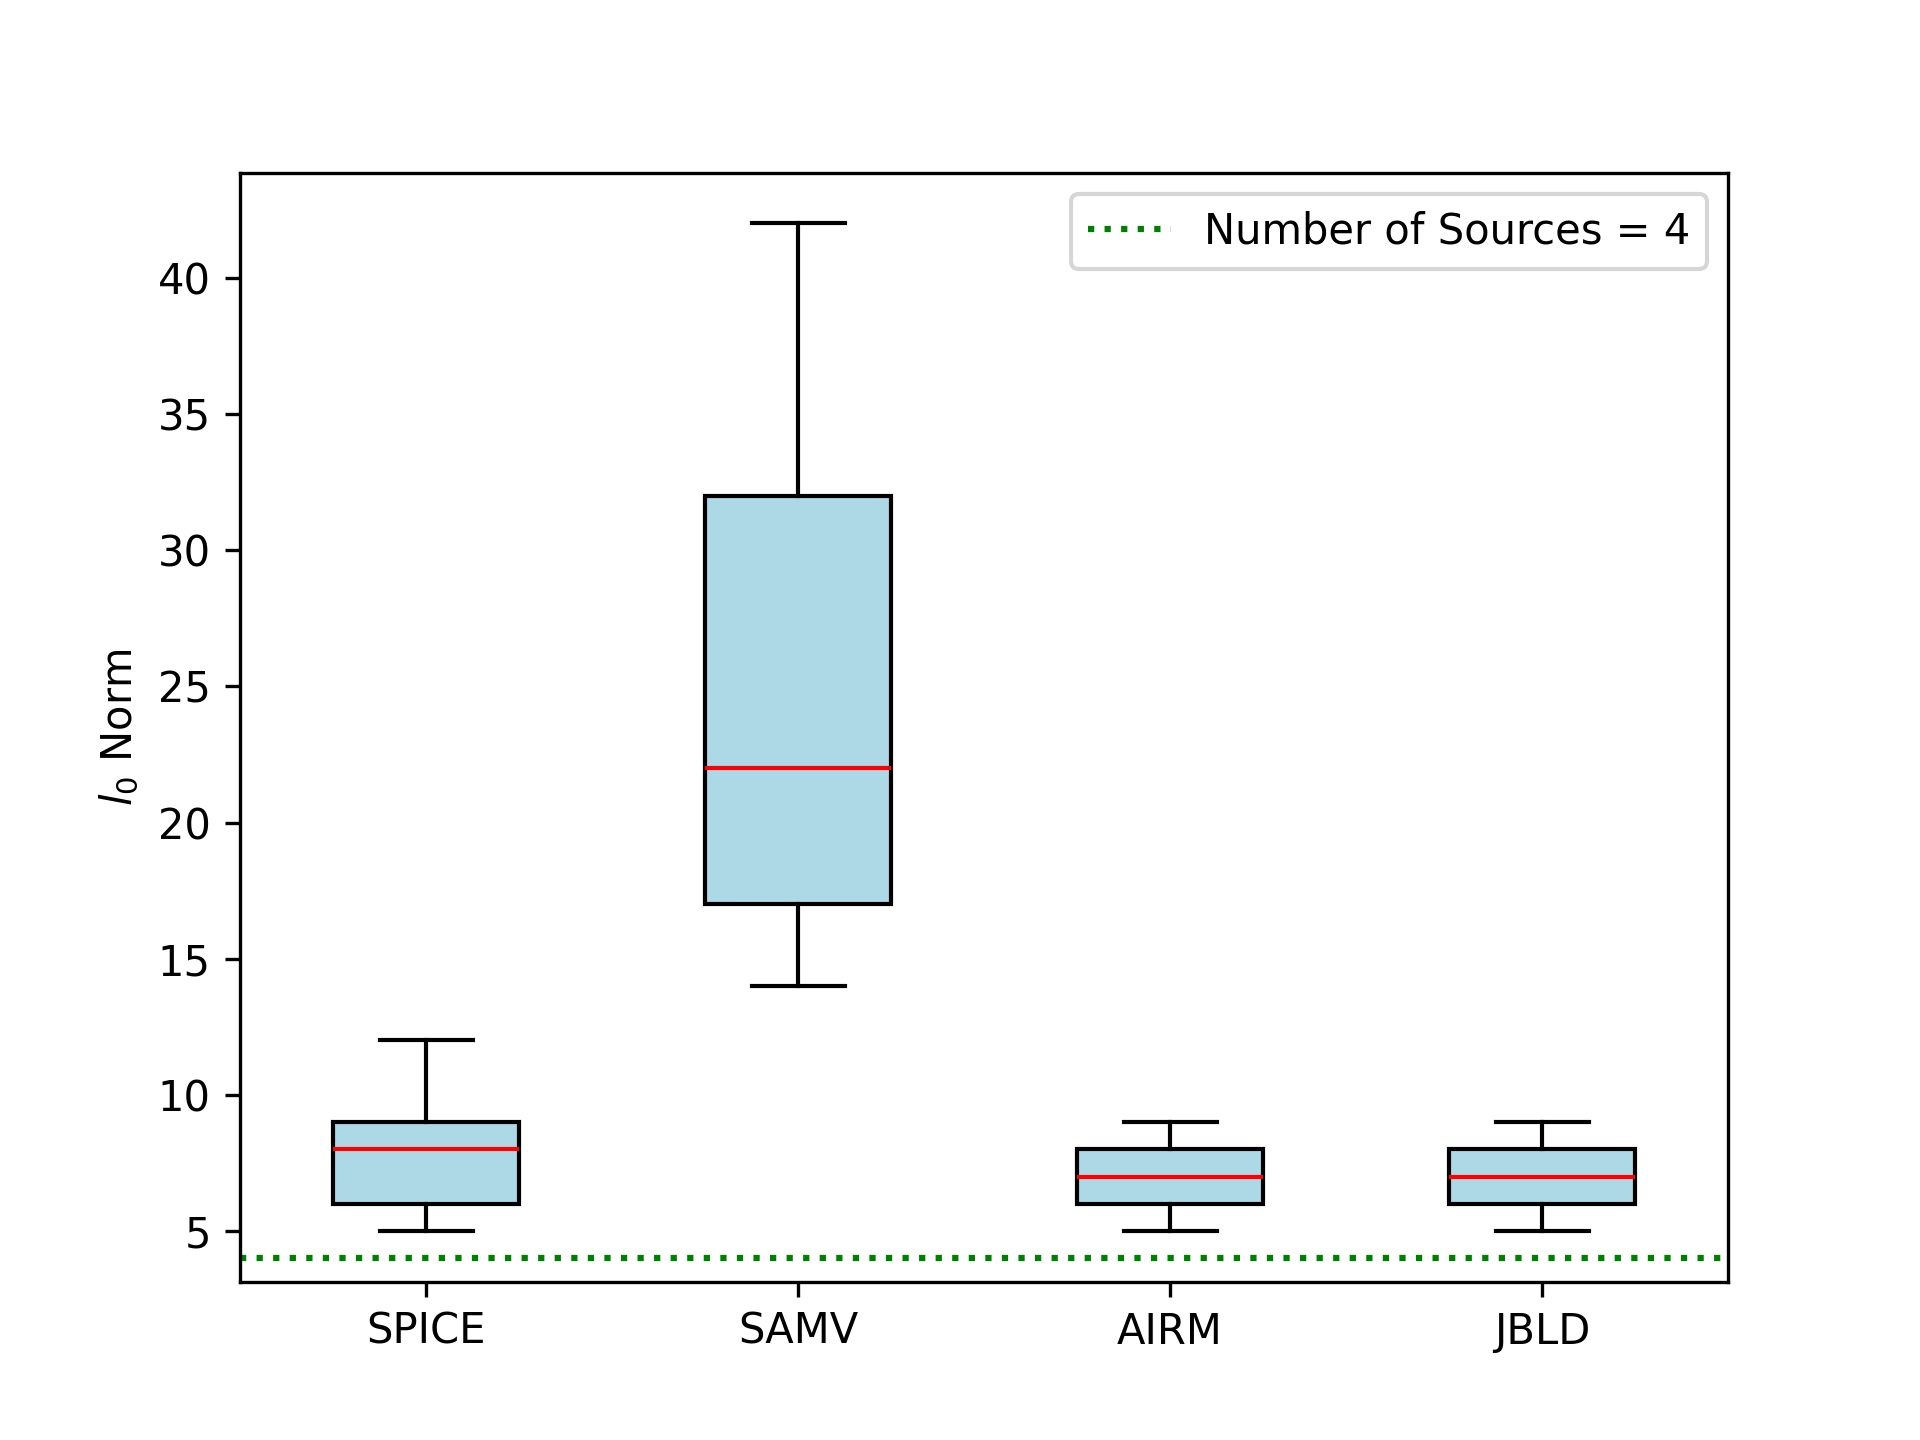 Number of Sources = 4
40
35
30
25
20
15
10
5
l₀ Norm
SPICE
SAMV
AIRM
JBLD